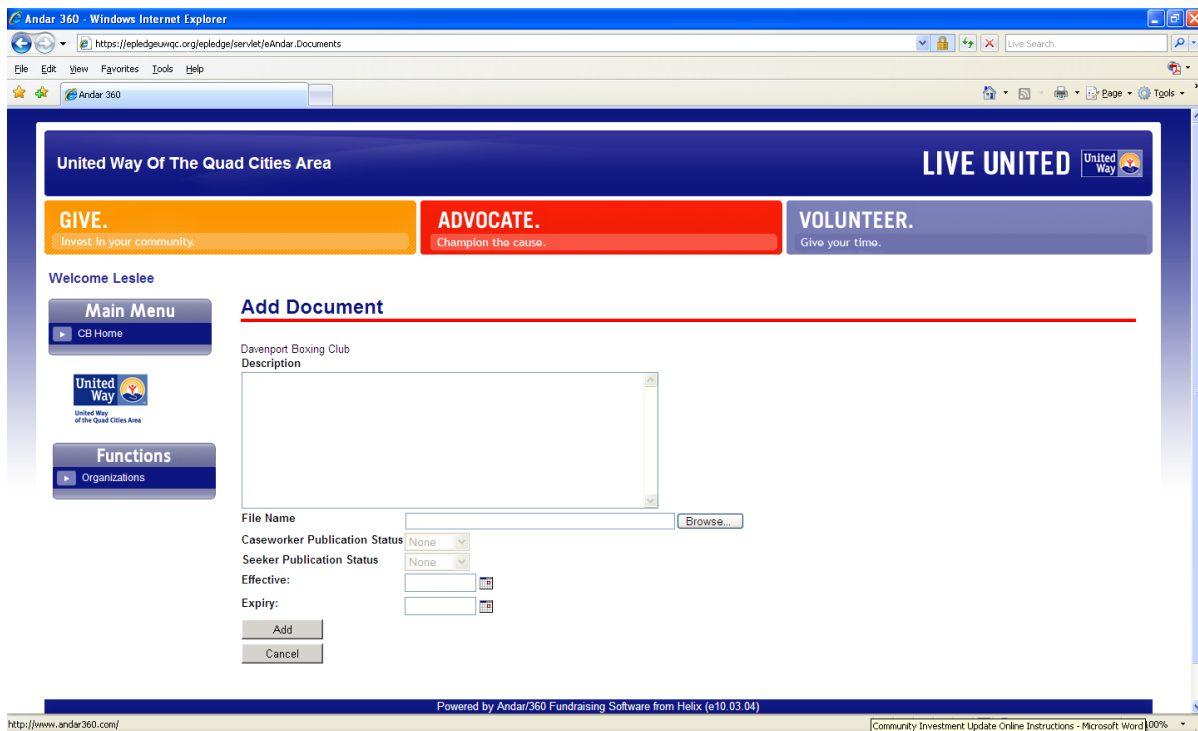 Andar 360 - Windows Internet Explorer
https://epledgeuwqc.org/epledge/servlet/eAndar.Documents
Live Search
File Edit View Favorites Tools Help
Andar 360
Page Tools
United Way Of The Quad Cities Area
LIVE UNITED
United Way
GIVE.
Invest in your community.
ADVOCATE.
Champion the cause.
VOLUNTEER.
Give your time.
Welcome Leslee
Main Menu
CB Home
United
Way
United Way
of the Quad Cities Area
Functions
Organizations
Add Document
Davenport Boxing Club
Description
File Name
Browse...
Caseworker Publication Status None
Seeker Publication Status None
Effective:
Expiry:
Add
Cancel
Powered by Andar/360 Fundraising Software from Helix (e10.03.04)
http://www.andar360.com/
Community Investment Update Online Instructions - Microsoft Word
100%